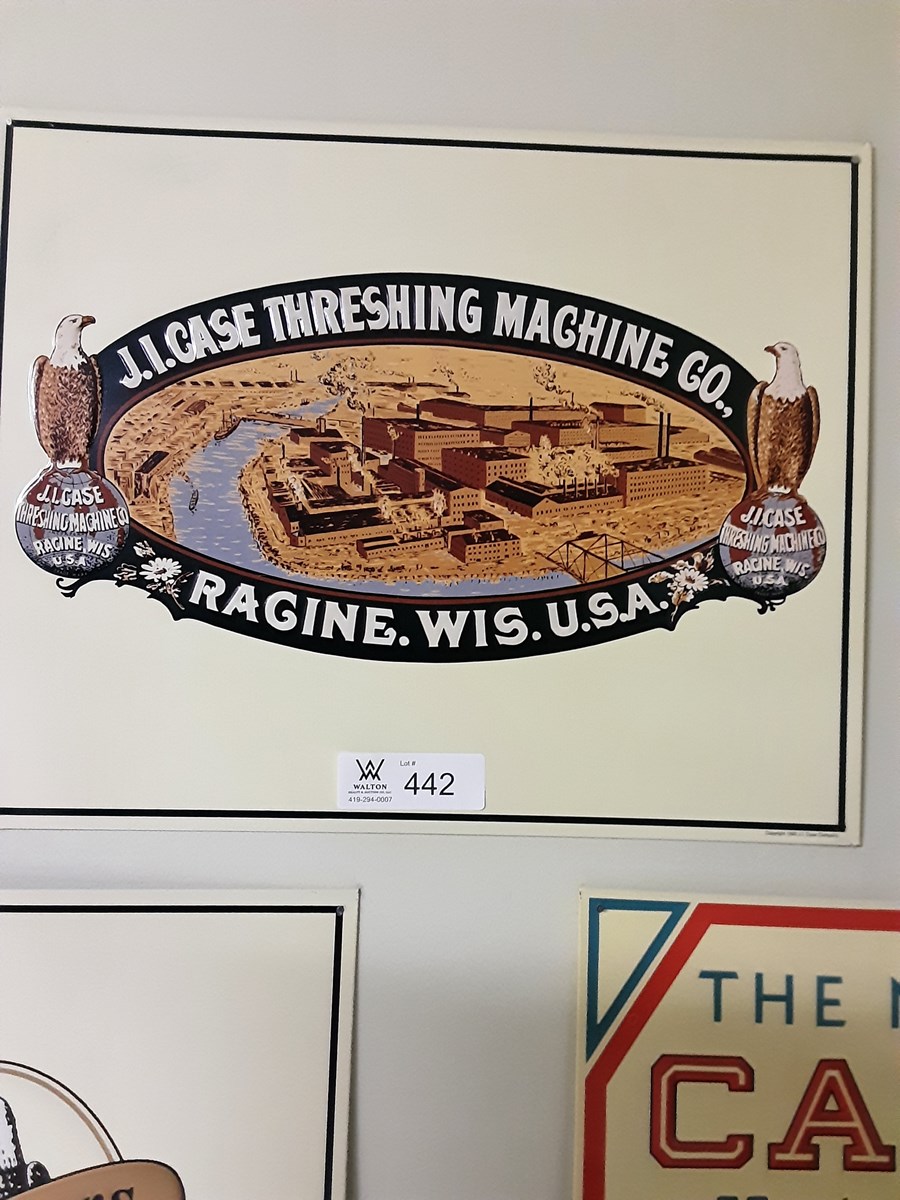 J.I.CASE THRESHING MACHINE CO.,
J.I.CASE
THRESHING MACHINE CO
RACINE WIS
U.S.A
J.I.CASE
THRESHING MACHINE CO
RACINE WIS.
U.S.A
RACINE. WIS. U.S.A.
Lot #
442
WALTON
419-294-0007
THE
CA